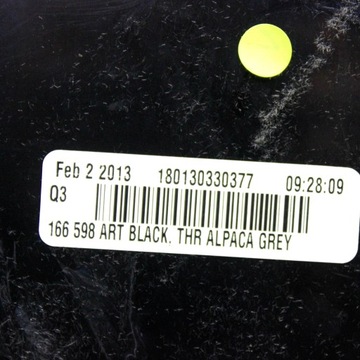 Feb 2 2013 180130330377 09:28:09
Q3
166 598 ART BLACK, THR ALPACA GREY